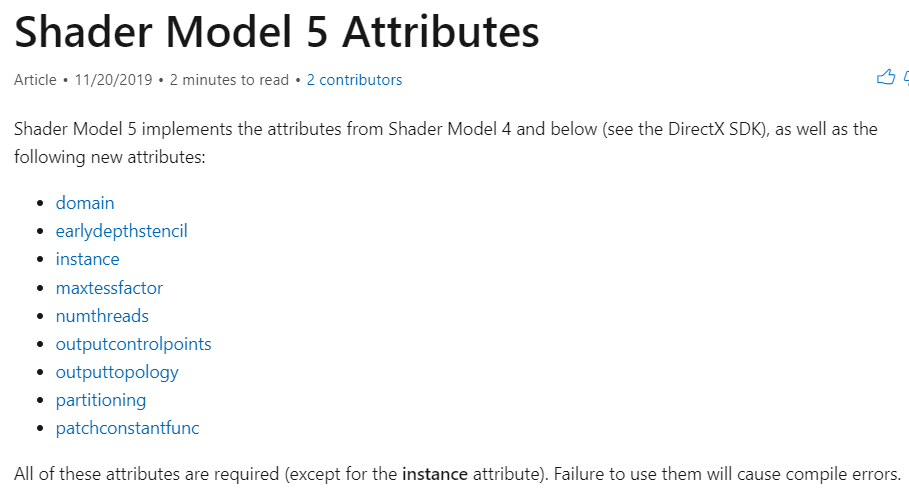 Shader Model 5 Attributes
Article • 11/20/2019 • 2 minutes to read • 2 contributors
Shader Model 5 implements the attributes from Shader Model 4 and below (see the DirectX SDK), as well as the
following new attributes:
• domain
• earlydepthstencil
• instance
• maxtessfactor
• numthreads
• outputcontrolpoints
• outputtopology
• partitioning
• patchconstantfunc
All of these attributes are required (except for the instance attribute). Failure to use them will cause compile errors.